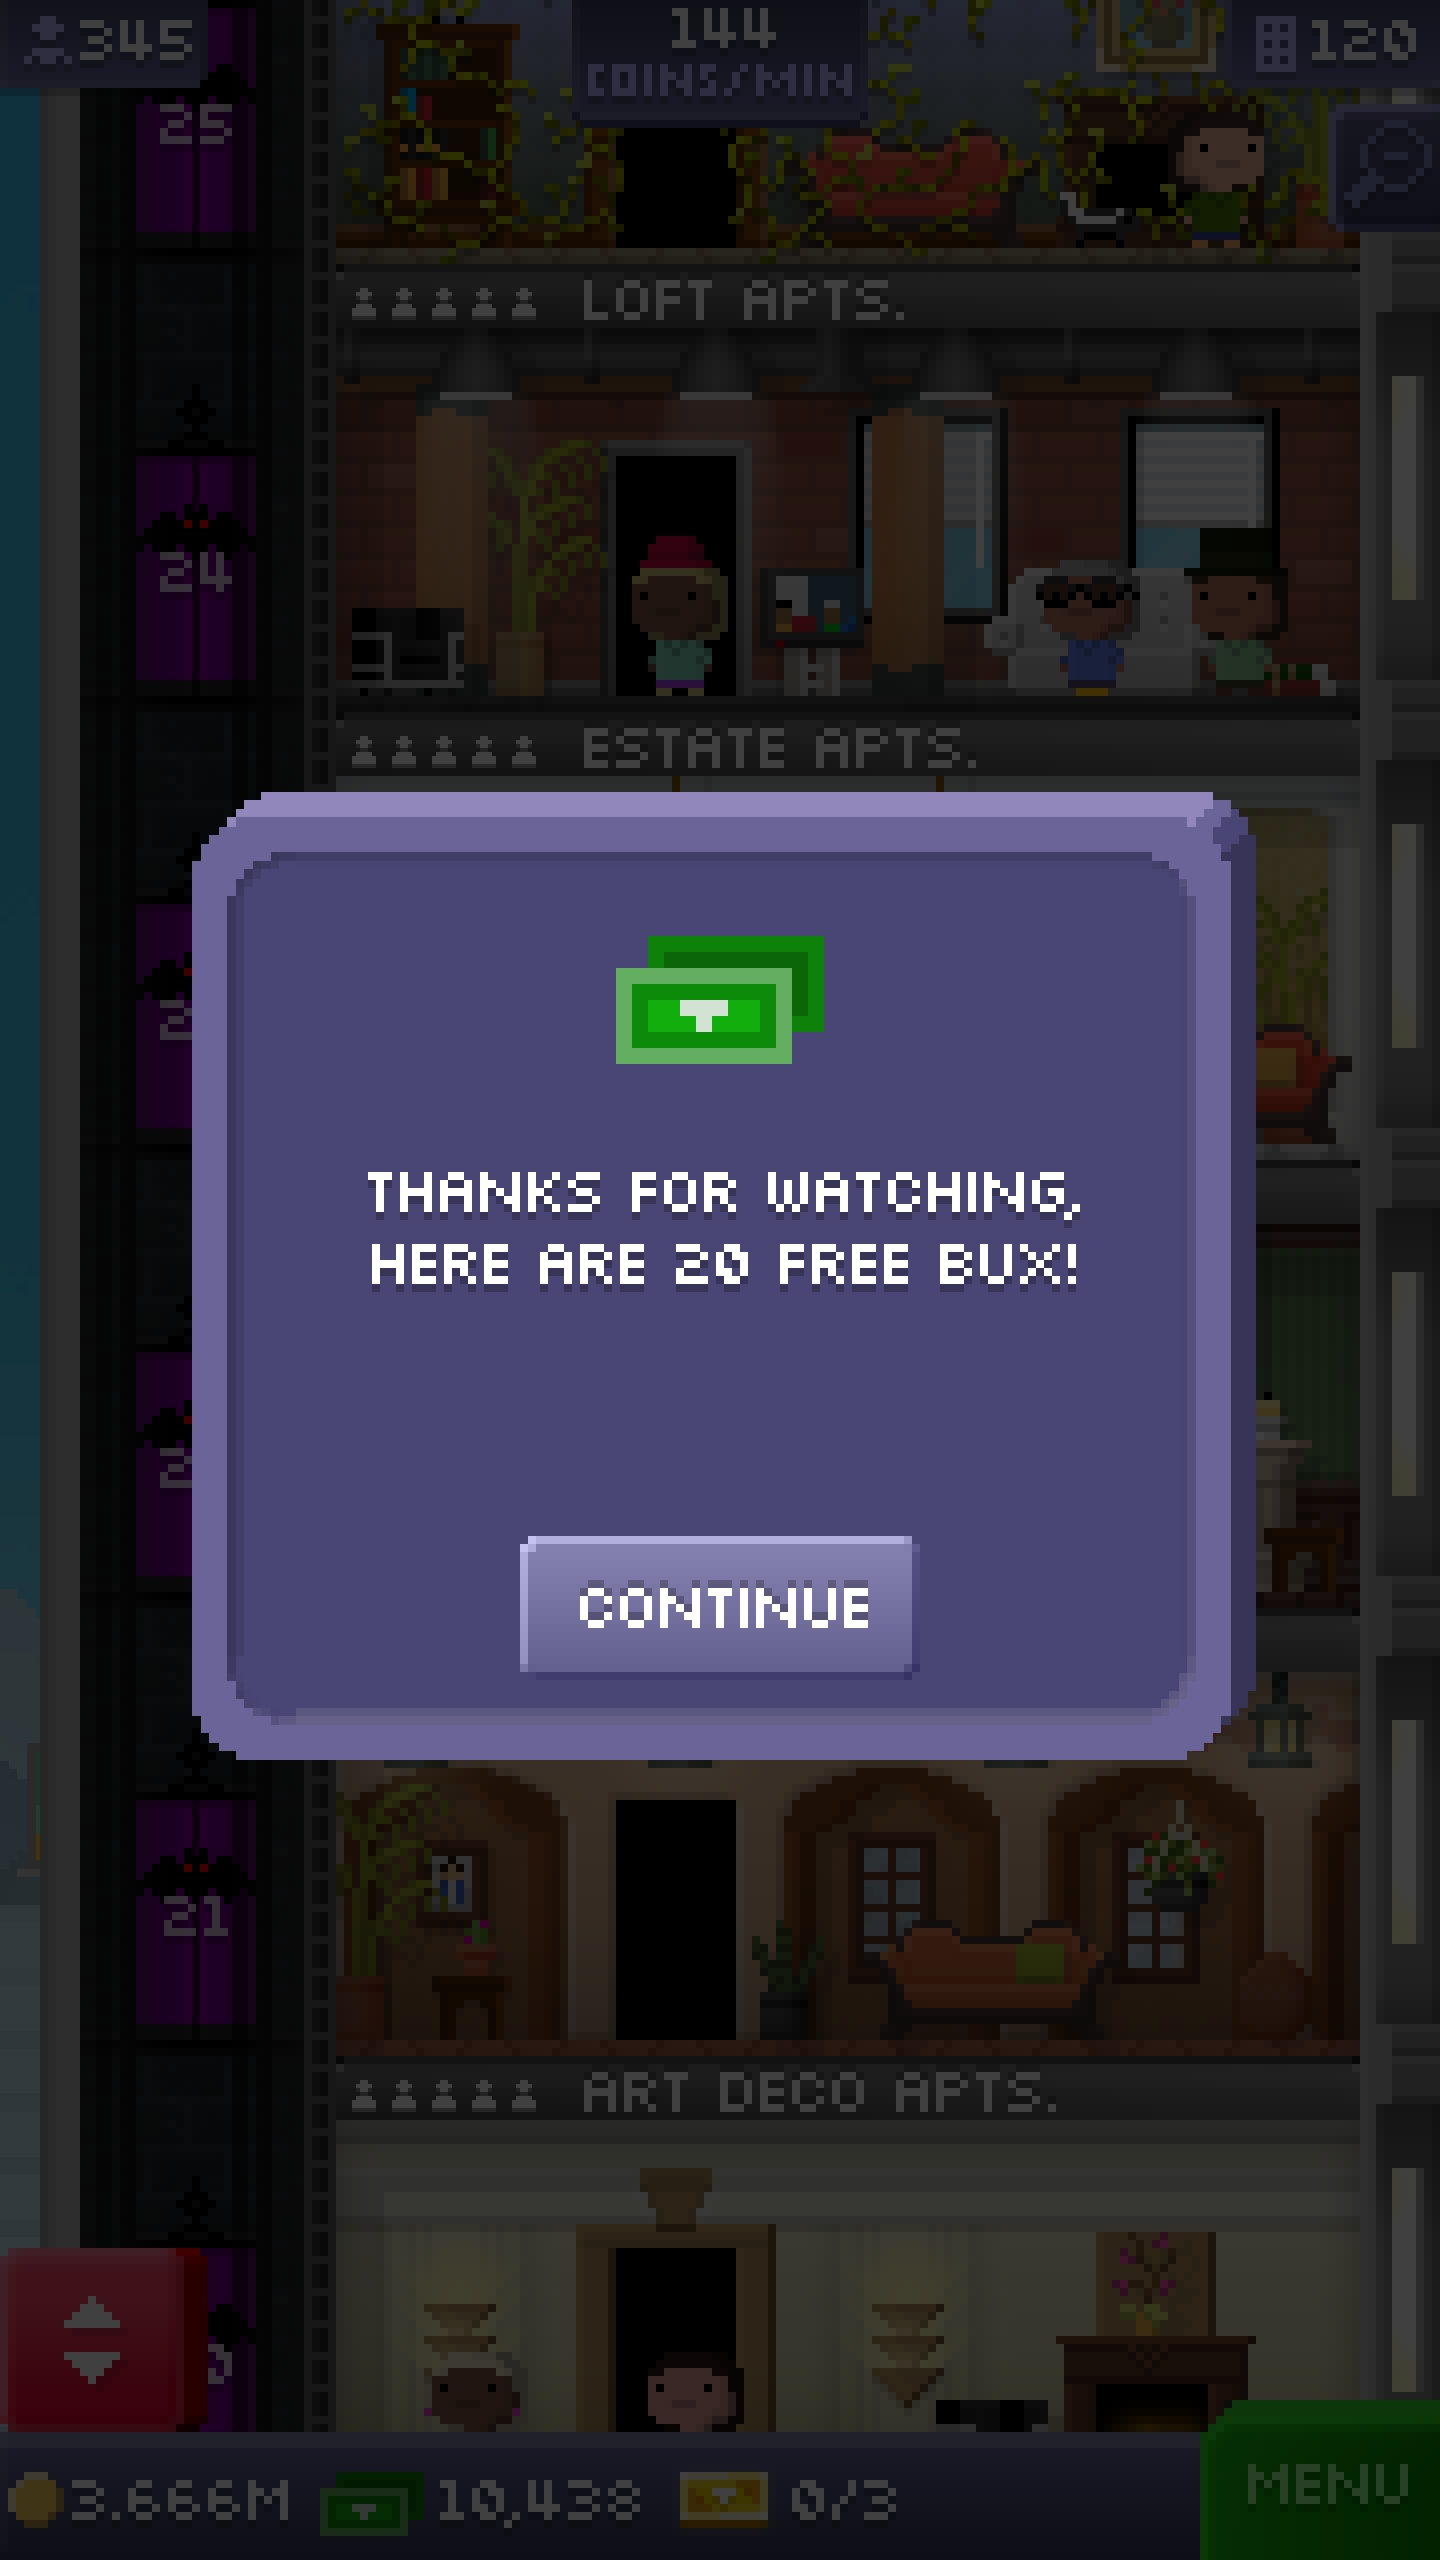 345
144
COINS/MIN
120
25
LOFT APTS.
24
ESTATE APTS.
THANKS FOR WATCHING,
HERE ARE 20 FREE BUX!
CONTINUE
21
ART DECO APTS.
3.666M
10,438
0/3
MENU